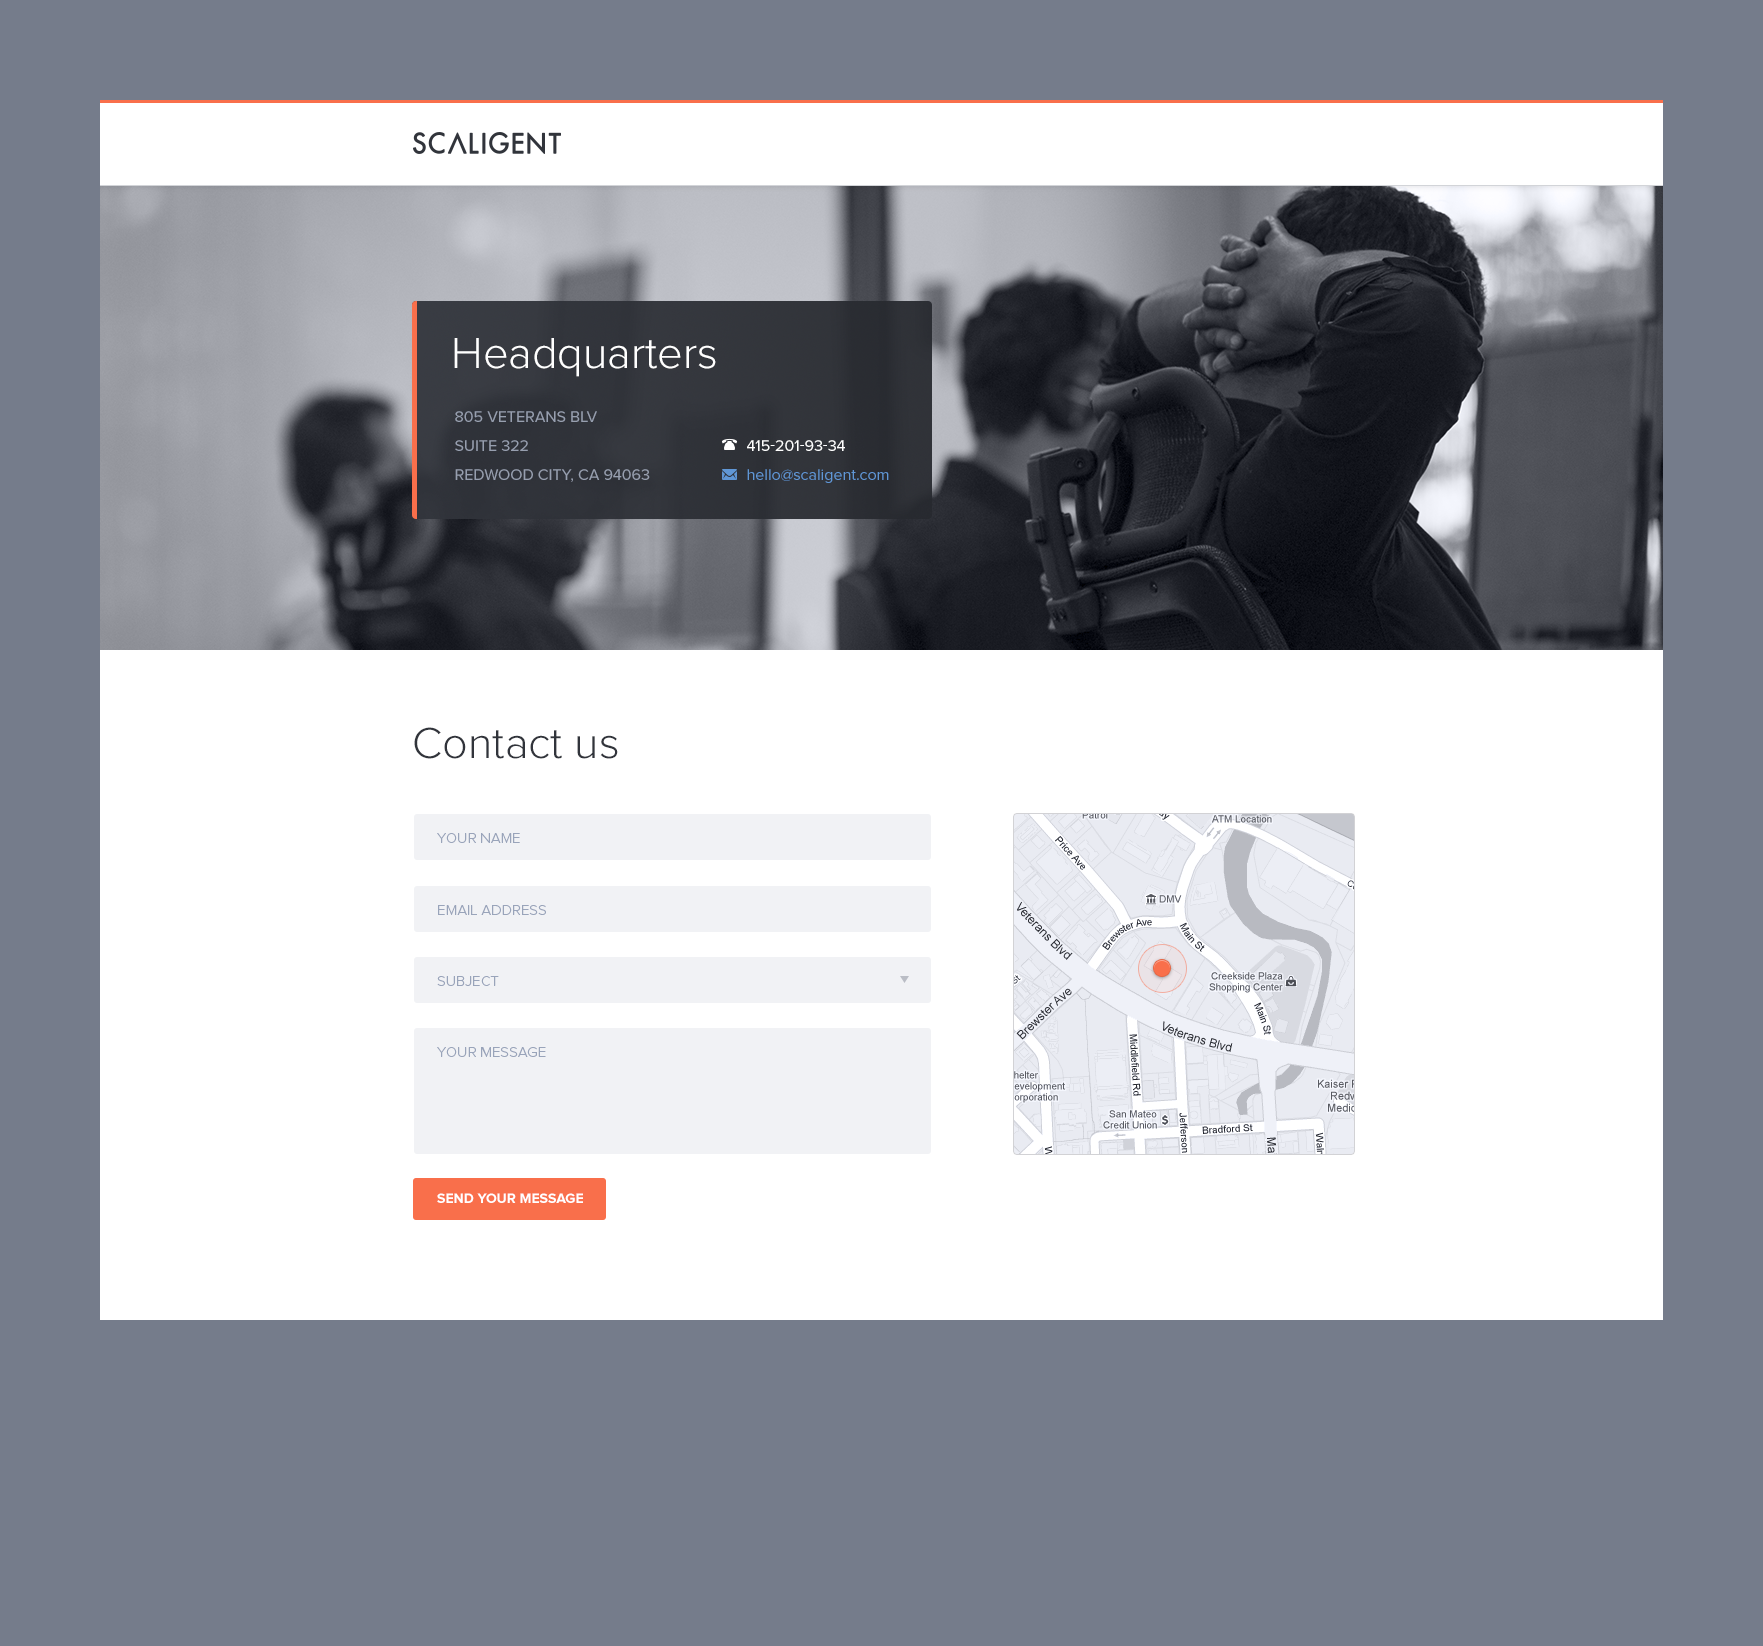 SCALIGENT
Headquarters
805 VETERANS BLV
SUITE 322
REDWOOD CITY, CA 94063
415-201-93-34
hello@scaligent.com
Contact us
YOUR NAME
EMAIL ADDRESS
SUBJECT
YOUR MESSAGE
SEND YOUR MESSAGE
Patrol
ATM Location
Price Ave
DMV
Veterans Blvd
Brewster Ave
Main St
Creekside Plaza
Shopping Center
Brewster Ave
Main St
Veterans Blvd
Middlefield Rd
helter
evelopment
orporation
Kaiser
Redw
Medic
San Mateo
Credit Union
$
Jefferson
Bradford St
Ma